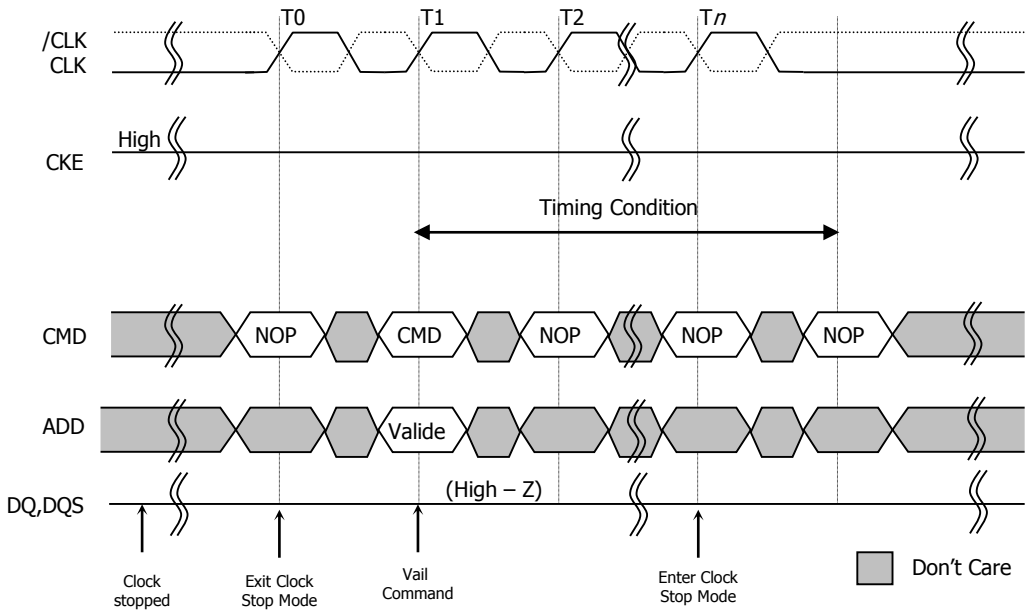 T0 T1 T2 Tn
/CLK
CLK
High
CKE
Timing Condition
CMD NOP CMD NOP NOP NOP
ADD Valide
(High – Z)
DQ,DQS
Clock
stopped
Exit Clock
Stop Mode
Vail
Command
Enter Clock
Stop Mode
Don't Care